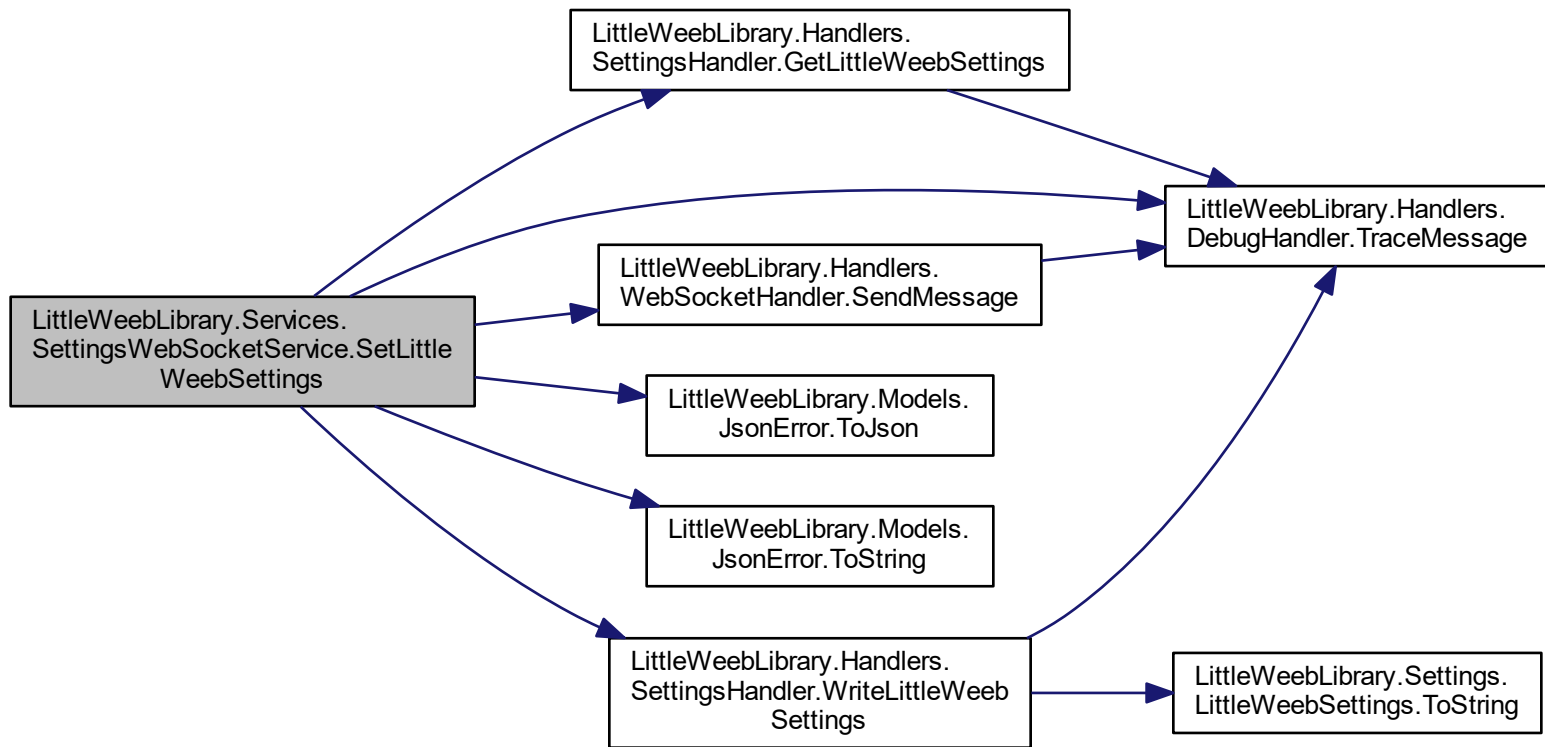 LittleWeebLibrary.Handlers.
SettingsHandler.GetLittleWeebSettings
LittleWeebLibrary.Handlers.
DebugHandler.TraceMessage
LittleWeebLibrary.Handlers.
WebSocketHandler.SendMessage
LittleWeebLibrary.Services.
SettingsWebSocketService.SetLittle
WeebSettings
LittleWeebLibrary.Models.
JsonError.ToJson
LittleWeebLibrary.Models.
JsonError.ToString
LittleWeebLibrary.Handlers.
SettingsHandler.WriteLittleWeeb
Settings
LittleWeebLibrary.Settings.
LittleWeebSettings.ToString